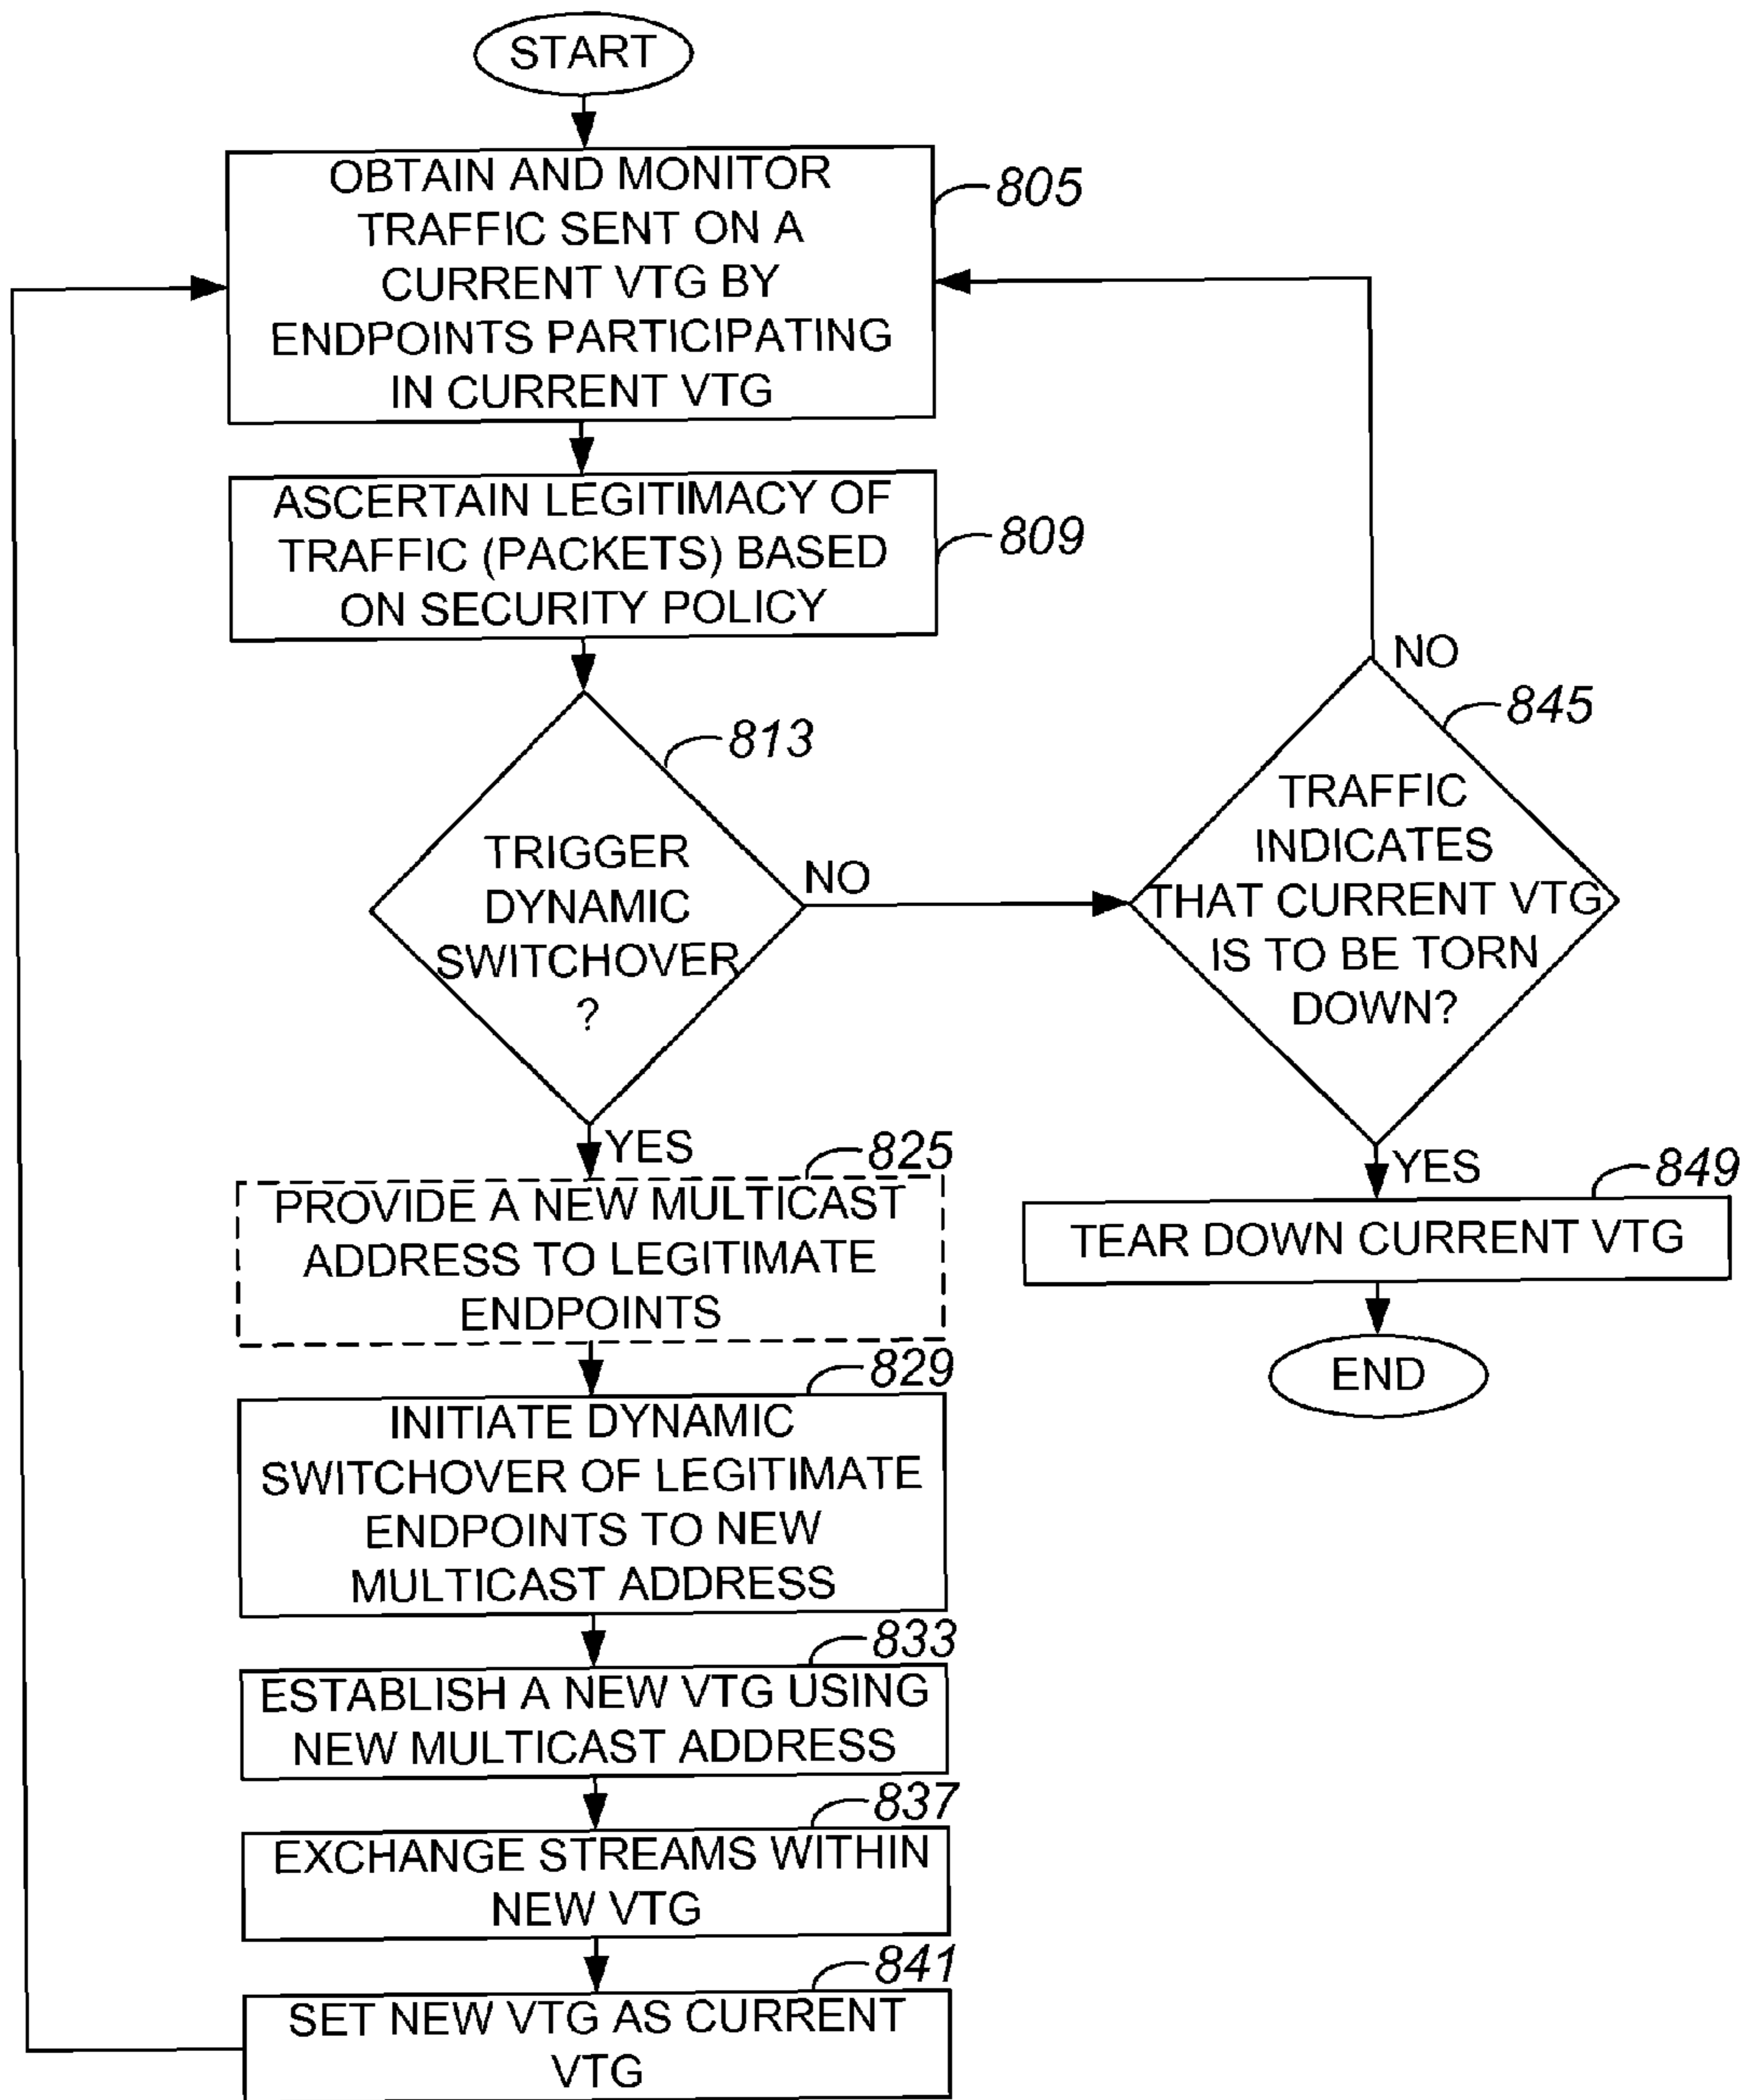 START
OBTAIN AND MONITOR
TRAFFIC SENT ON A
CURRENT VTG BY
ENDPOINTS PARTICIPATING
IN CURRENT VTG
805
ASCERTAIN LEGITIMACY OF
TRAFFIC (PACKETS) BASED
ON SECURITY POLICY
809
813
TRIGGER
DYNAMIC
SWITCHOVER
?
NO
YES
NO
845
TRAFFIC
INDICATES
THAT CURRENT VTG
IS TO BE TORN
DOWN?
YES
849
TEAR DOWN CURRENT VTG
END
825
PROVIDE A NEW MULTICAST
ADDRESS TO LEGITIMATE
ENDPOINTS
829
INITIATE DYNAMIC
SWITCHOVER OF LEGITIMATE
ENDPOINTS TO NEW
MULTICAST ADDRESS
833
ESTABLISH A NEW VTG USING
NEW MULTICAST ADDRESS
837
EXCHANGE STREAMS WITHIN
NEW VTG
841
SET NEW VTG AS CURRENT
VTG